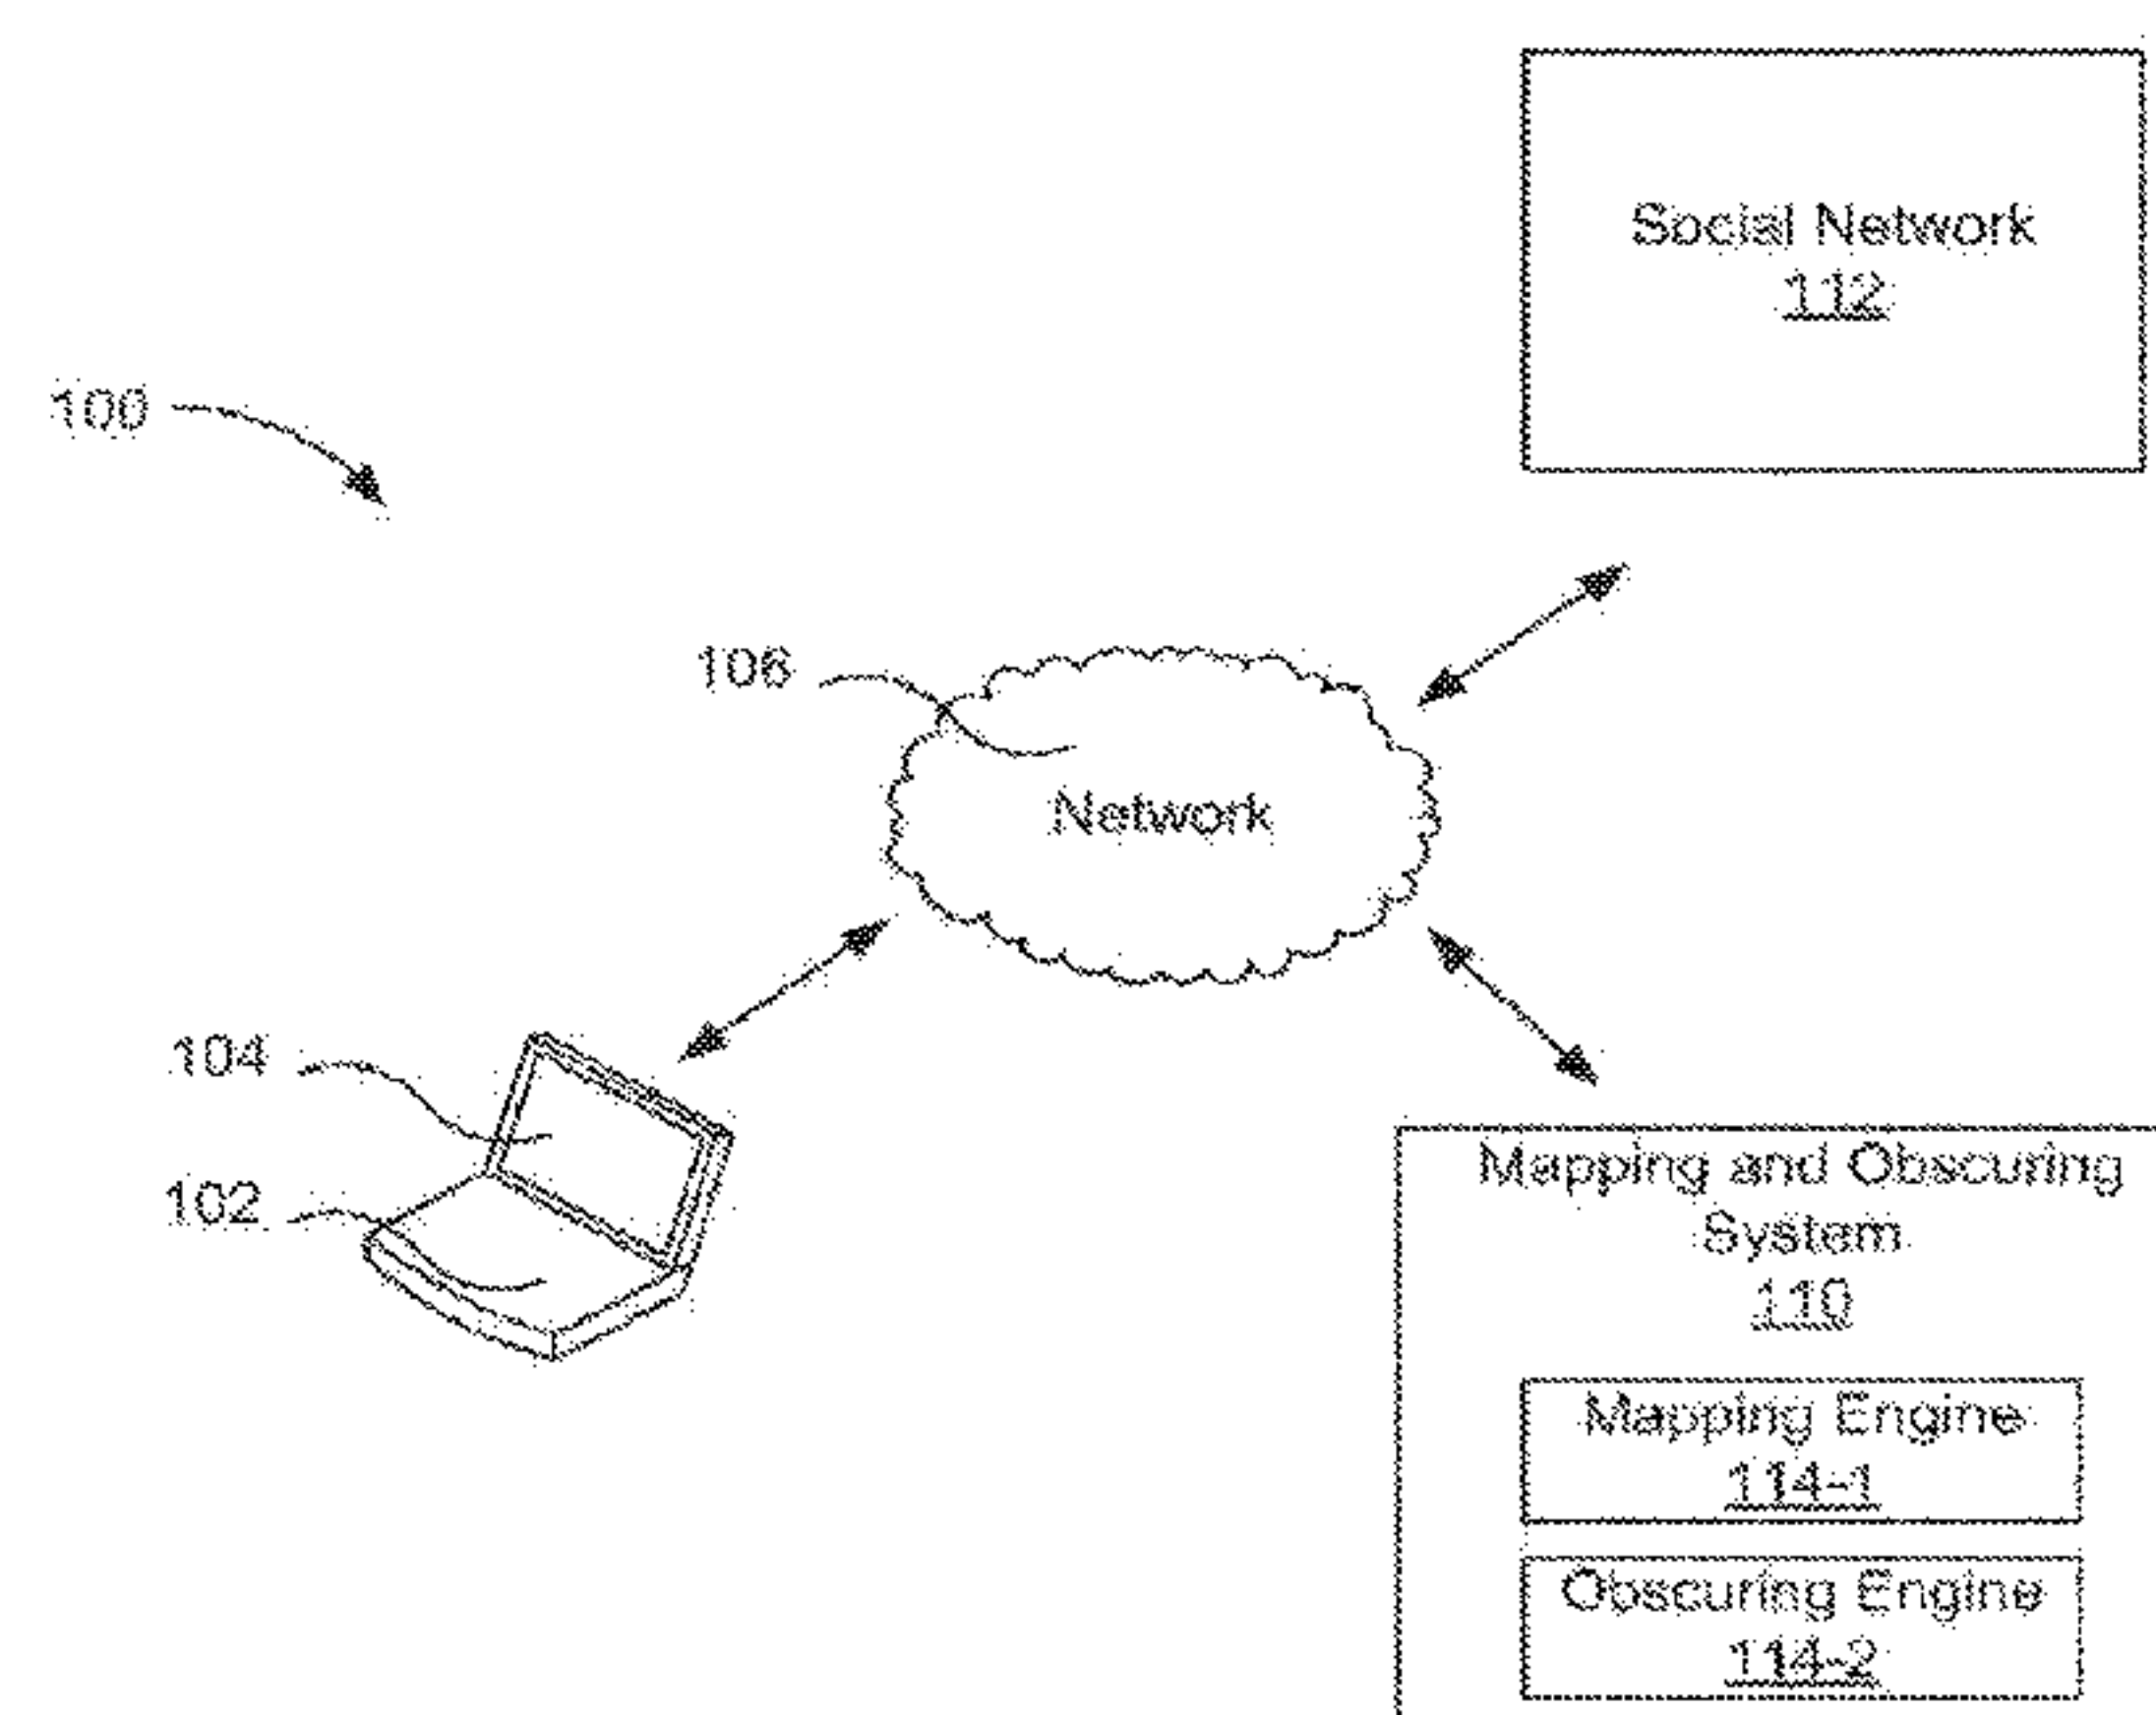 Social Network
112
100
106
Network
104
102
Mapping and Obscuring
System
110
Mapping Engine
114-1
Obscuring Engine
114-2